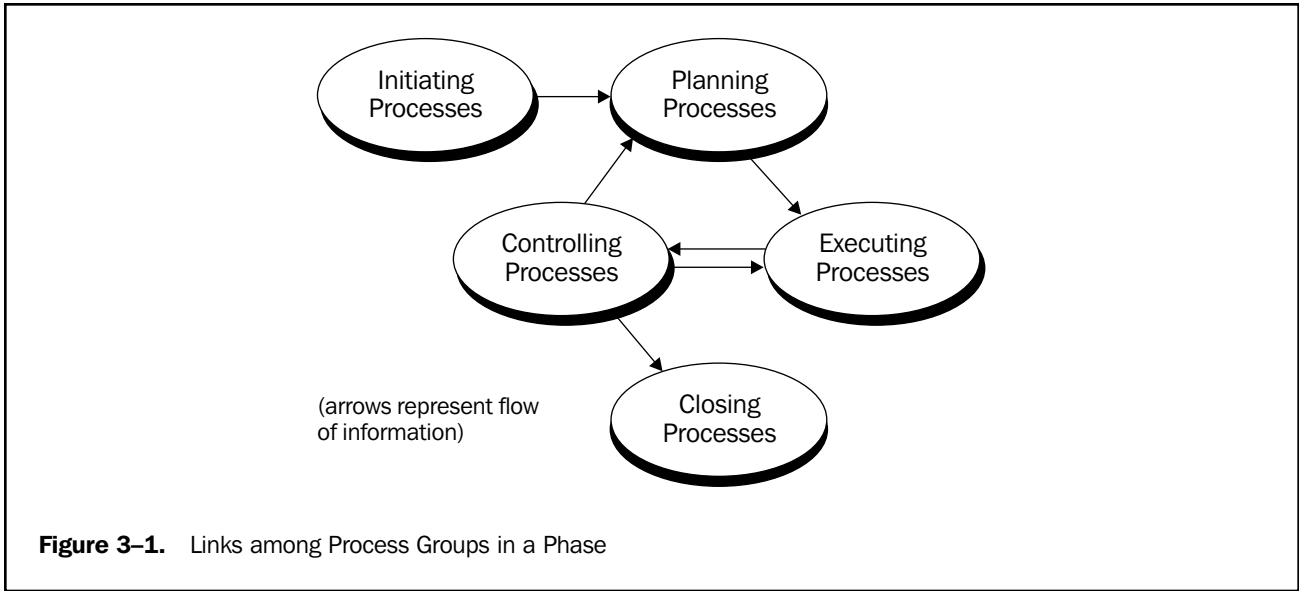 Initiating
Processes
Planning
Processes
Controlling
Processes
Executing
Processes
Closing
Processes
(arrows represent flow
of information)
Figure 3–1. Links among Process Groups in a Phase